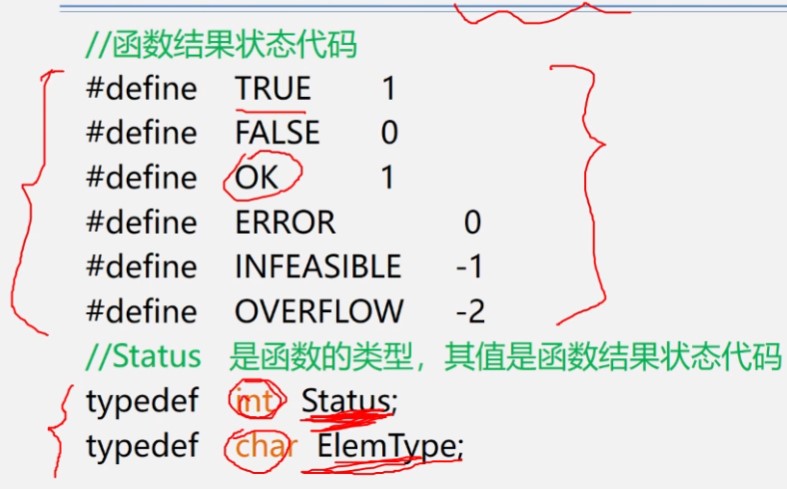 //函数结果状态代码
#define TRUE 1
#define FALSE 0
#define OK 1
#define ERROR 0
#define INFEASIBLE -1
#define OVERFLOW -2
//Status 是函数的类型，其值是函数结果状态代码
typedef int Status;
typedef char ElemType;